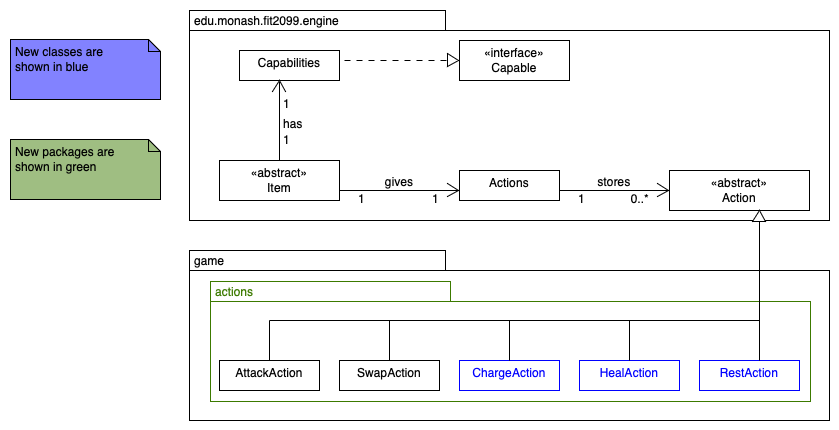 edu.monash.fit2099.engine
New classes are
shown in blue
Capabilities
«interface»
Capable
1
has
1
New packages are
shown in green
«abstract»
Item
gives
1
1
Actions
stores
1
0..*
«abstract»
Action
game
actions
AttackAction
SwapAction
ChargeAction
HealAction
RestAction